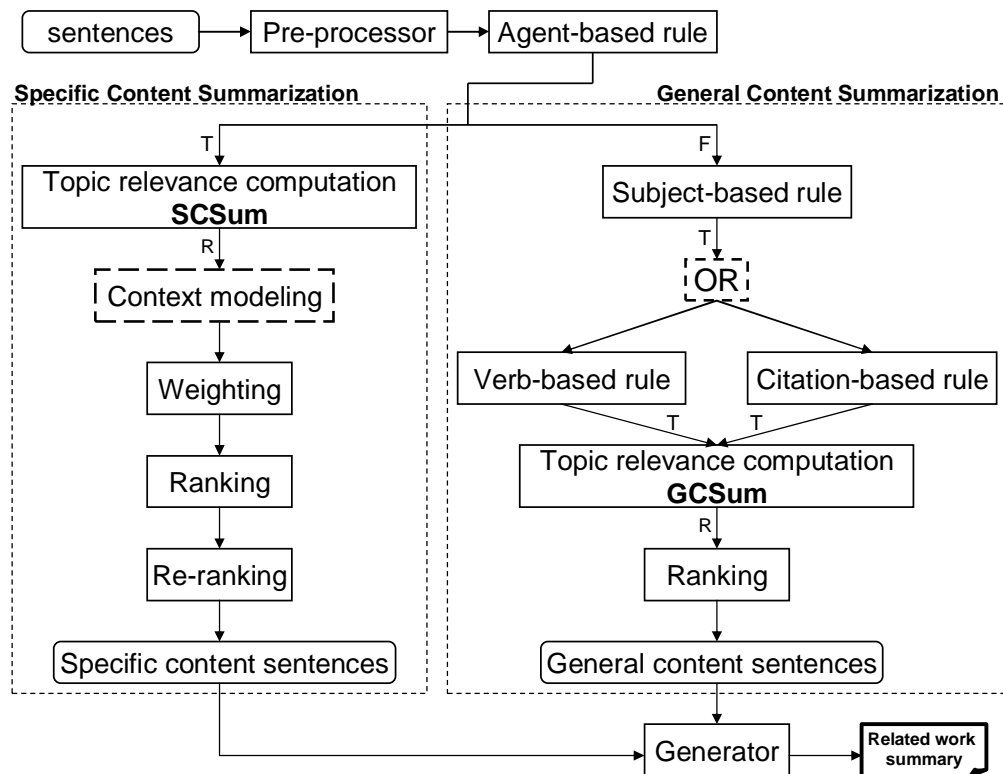 sentences
Pre-processor
Agent-based rule
Specific Content Summarization
General Content Summarization
T
F
Topic relevance computation
SCSum
Subject-based rule
R
T
Context modeling
OR
Weighting
Verb-based rule
Citation-based rule
T
T
Ranking
Topic relevance computation
GCSum
R
Re-ranking
Ranking
Specific content sentences
General content sentences
Generator
Related work
summary